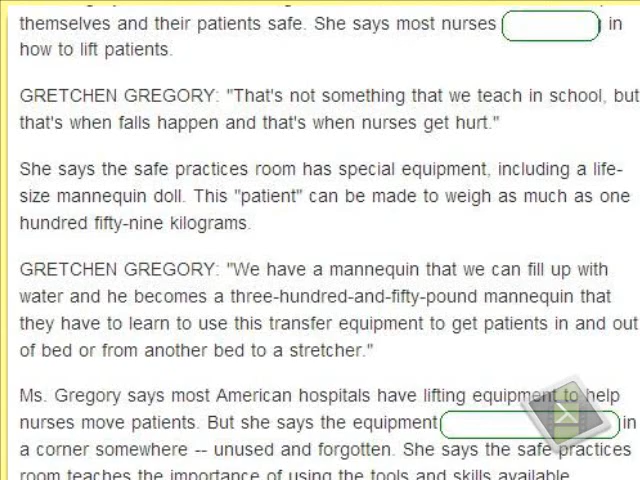 themselves and their patients safe. She says most nurses in
how to lift patients.
GRETCHEN GREGORY: "That's not something that we teach in school, but
that's when falls happen and that's when nurses get hurt."
She says the safe practices room has special equipment, including a life-
size mannequin doll. This "patient" can be made to weigh as much as one
hundred fifty-nine kilograms.
GRETCHEN GREGORY: "We have a mannequin that we can fill up with
water and he becomes a three-hundred-and-fifty-pound mannequin that
they have to learn to use this transfer equipment to get patients in and out
of bed or from another bed to a stretcher."
Ms. Gregory says most American hospitals have lifting equipment to help
nurses move patients. But she says the equipment in
a corner somewhere -- unused and forgotten. She says the safe practices
room teaches the importance of using the tools and skills available.